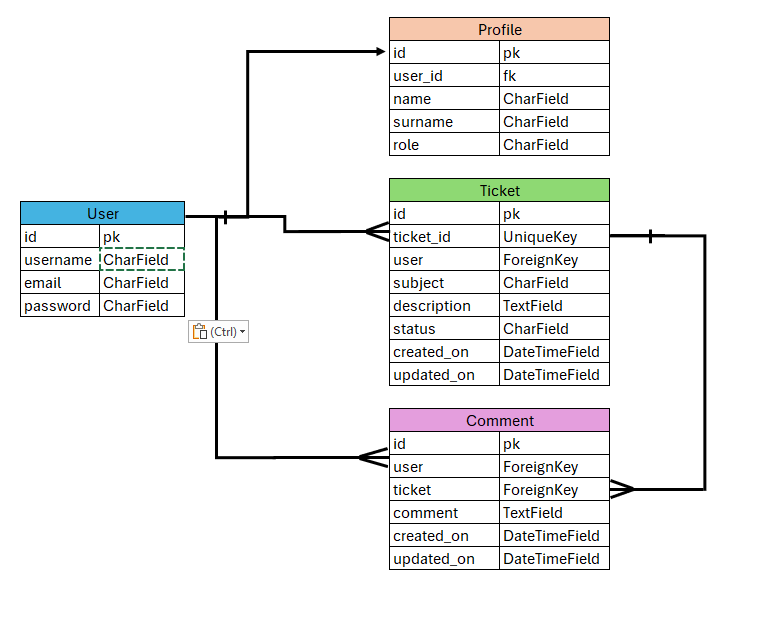 Profile
id pk
user_id fk
name CharField
surname CharField
role CharField
User
id pk
username CharField
email CharField
password CharField
(Ctrl)
Ticket
id pk
ticket_id UniqueKey
user ForeignKey
subject CharField
description TextField
status CharField
created_on DateTimeField
updated_on DateTimeField
Comment
id pk
user ForeignKey
ticket ForeignKey
comment TextField
created_on DateTimeField
updated_on DateTimeField